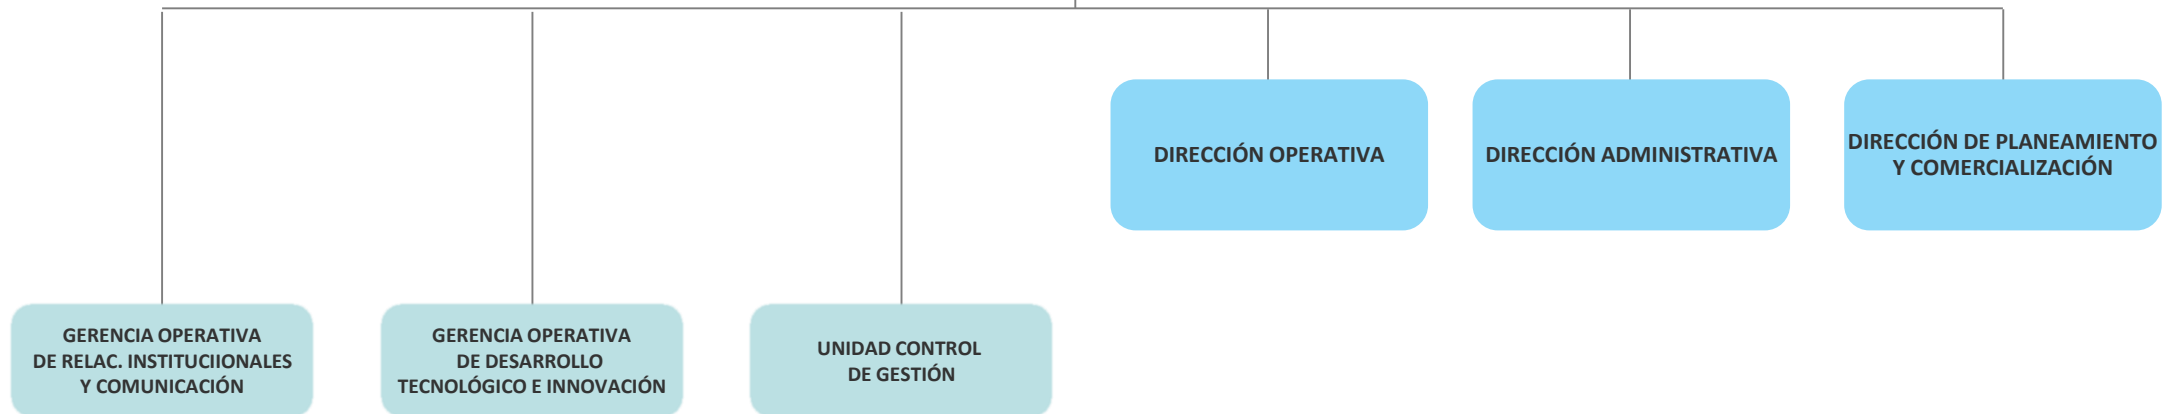 DIRECCIÓN OPERATIVA
DIRECCIÓN ADMINISTRATIVA
DIRECCIÓN DE PLANEAMIENTO
Y COMERCIALIZACIÓN
GERENCIA OPERATIVA
DE RELAC. INSTITUCIIONALES
Y COMUNICACIÓN
GERENCIA OPERATIVA
DE DESARROLLO
TECNOLÓGICO E INNOVACIÓN
UNIDAD CONTROL
DE GESTIÓN